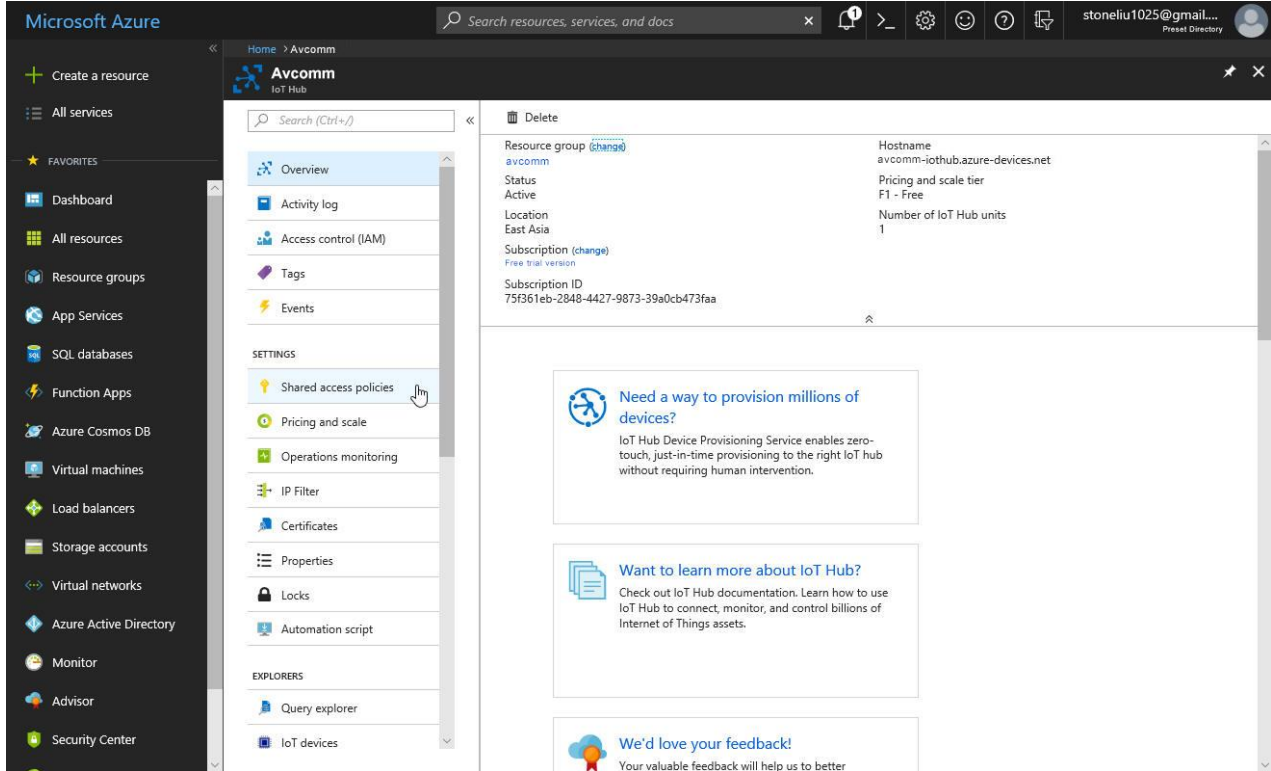 Microsoft Azure
Search resources, services, and docs
1
stoneliu1025@gmail....
Preset Directory
Create a resource
All services
FAVORITES
Dashboard
All resources
Resource groups
App Services
SQL databases
Function Apps
Azure Cosmos DB
Virtual machines
Load balancers
Storage accounts
Virtual networks
Azure Active Directory
Monitor
Advisor
Security Center
Home > Avcomm
Avcomm
IoT Hub
Search (Ctrl+/)
Overview
Activity log
Access control (IAM)
Tags
Events
SETTINGS
Shared access policies
Pricing and scale
Operations monitoring
IP Filter
Certificates
Properties
Locks
Automation script
EXPLORERS
Query explorer
IoT devices
Delete
Resource group (change)
avcomm
Status
Active
Location
East Asia
Subscription (change)
Free trial version
Subscription ID
75f361eb-2848-4427-9873-39a0cb473faa
Hostname
avcomm-iothub.azure-devices.net
Pricing and scale tier
F1 - Free
Number of IoT Hub units
1
Need a way to provision millions of
devices?
IoT Hub Device Provisioning Service enables zero-
touch, just-in-time provisioning to the right IoT hub
without requiring human intervention.
Want to learn more about IoT Hub?
Check out IoT Hub documentation. Learn how to use
IoT Hub to connect, monitor, and control billions of
Internet of Things assets.
We'd love your feedback!
Your valuable feedback will help us to better